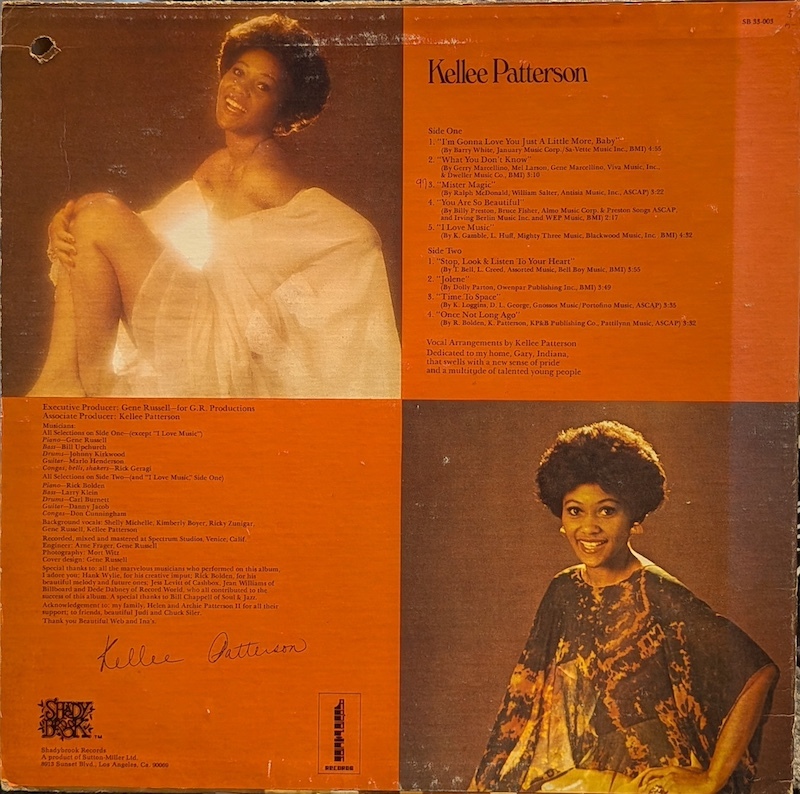 SB 33-005
Kellee Patterson
Side One
1. "I'm Gonna Love You Just A Little More, Baby"
(By Barry White, January Music Corp./Sa-Vette Music Inc., BMI) 4:35
2. "What You Don't Know"
(By Gerry Marcellino, Mel Larson, Gene Marcellino, Viva Music, Inc.,
& Dweller Music Co., BMI) 3:10
3. "Mister Magic"
(By Ralph McDonald, William Salter, Antisia Music, Inc., ASCAP) 3:22
4. "You Are So Beautiful"
(By Billy Preston, Bruce Fisher, Almo Music Corp. & Preston Songs ASCAP,
and Irving Berlin Music Inc. and WEP Music, BMI) 2:17
5. "I Love Music"
(By K. Gamble, L. Huff, Mighty Three Music, Blackwood Music, Inc., BMI) 4:32
Side Two
1. "Stop, Look & Listen To Your Heart"
(By T. Bell, L. Creed, Assorted Music, Bell Boy Music, BMI) 3:55
2. "Jolene"
(By Dolly Parton, Owenpar Publishing Inc., BMI) 3:49
3. "Time To Space"
(By K. Loggins, D. L. George, Gnossos Music/Portofino Music, ASCAP) 3:35
4. "Once Not Long Ago"
(By R. Bolden, K. Patterson, KP&B Publishing Co., Pattilynn Music, ASCAP) 3:32
Vocal Arrangements by Kellee Patterson
Dedicated to my home, Gary, Indiana,
that swells with a new sense of pride
and a multitude of talented young people.
Executive Producer: Gene Russell—for G.R. Productions
Associate Producer: Kellee Patterson
Musicians:
All Selections on Side One—(except "I Love Music")
Piano—Gene Russell
Bass—Bill Upchurch
Drums—Johnny Kirkwood
Guitar—Marlo Henderson
Congas, bells, shakers—Rick Geragi
All Selections on Side Two—(and "I Love Music," Side One)
Piano—Rick Bolden
Bass—Larry Klein
Drums—Carl Burnett
Guitar—Danny Jacob
Congas—Don Cunningham
Background vocals: Shelly Michelle, Kimberly Boyer, Ricky Zunigar,
Gene Russell, Kellee Patterson
Recorded, mixed and mastered at Spectrum Studios, Venice, Calif.
Engineer: Arne Frager, Gene Russell
Photography: Mort Witz
Cover design: Gene Russell
Special thanks to: all the marvelous musicians who performed on this album,
I adore you; Hank Wylie, for his creative imput; Rick Bolden, for his
beautiful melody and future ones; Jess Levitt of Cashbox, Jean Williams of
Billboard and Dede Dabney of Record World, who all contributed to the
success of this album. A special thanks to Bill Chappell of Soul & Jazz.
Acknowledgement to: my family, Helen and Archie Patterson II for all their
support; to friends, beautiful Judi and Chuck Siler.
Thank you Beautiful Web and Inc's.
Kellee Patterson
SHADY BROOK TM
RECORDS
Shadybrook Records
A product of Sutton-Miller Ltd.
9013 Sunset Blvd., Los Angeles, Ca. 90069